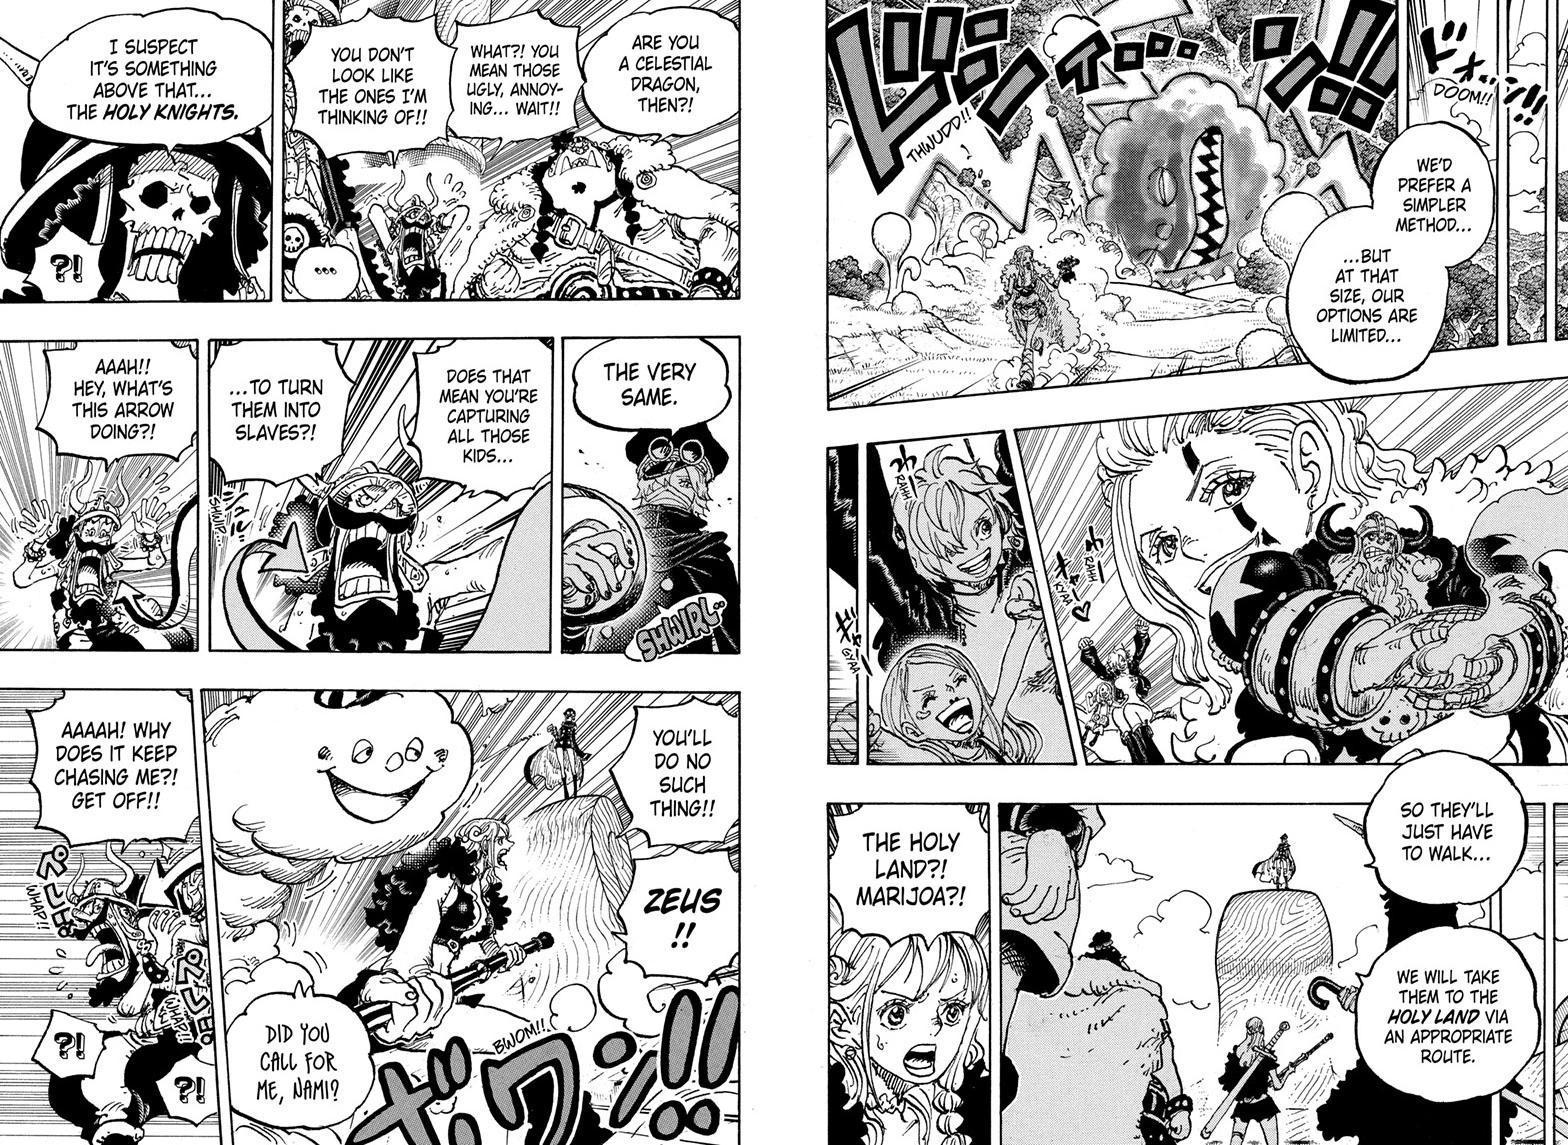 DOOM!!
WE'D
PREFER A
SIMPLER
METHOD...
...BUT
AT THAT
SIZE, OUR
OPTIONS ARE
LIMITED...
THWUDD!!
GYAA
SO THEY'LL
JUST HAVE
TO WALK...
WE WILL TAKE
THEM TO THE
HOLY LAND VIA
AN APPROPRIATE
ROUTE.
THE HOLY
LAND?!
MARIJOA?!
ARE YOU
A CELESTIAL
DRAGON,
THEN?!
WHAT?! YOU
MEAN THOSE
UGLY, ANNOY-
ING... WAIT!!
YOU DON'T
LOOK LIKE
THE ONES I'M
THINKING OF!!
...
I SUSPECT
IT'S SOMETHING
ABOVE THAT...
THE HOLY KNIGHTS.
?!
THE VERY
SAME.
SHWIRL..
DOES THAT
MEAN YOU'RE
CAPTURING
ALL THOSE
KIDS...
...TO TURN
THEM INTO
SLAVES?!
AAAH!!
HEY, WHAT'S
THIS ARROW
DOING?!
YOU'LL
DO NO
SUCH
THING!!
ZEUS
!!
DID YOU
CALL FOR
ME, NAMI?
BWOM!!
ボワン!!
AAAAH! WHY
DOES IT KEEP
CHASING ME?!
GET OFF!!
WHAP!!
WHAP!!
?!
?!